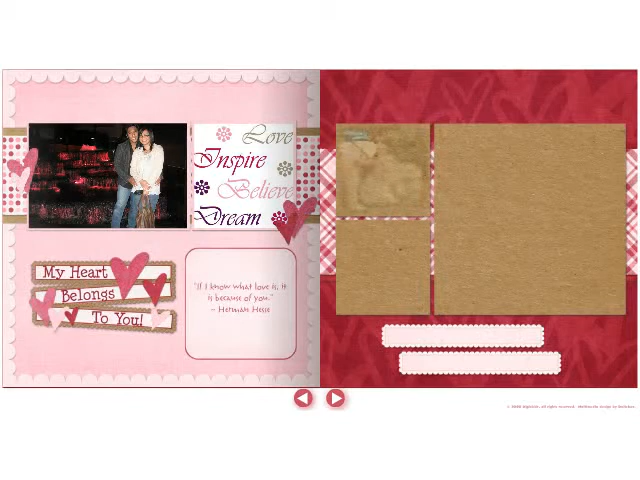 Love
Inspire
Believe
Dream
My Heart
Belongs
To You!
"If I know what love is, it
is because of you."
~ Herman Hesse